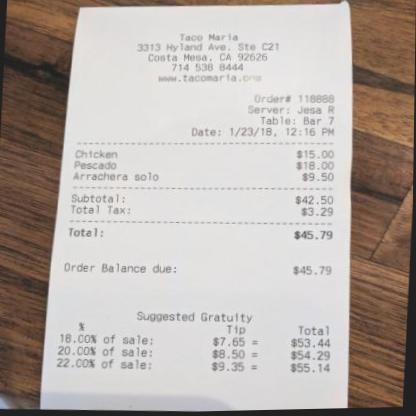 Taco Maria
3313 Hyland Ave. Ste C21
Costa Mesa, CA 92626
714 538 8444
www.tacomaria.com
Order# 118888
Server: Jesa R
Table: Bar 7
Date: 1/23/18, 12:16 PM
Chicken $15.00
Pescado $18.00
Arrachera solo $9.50
Subtotal: $42.50
Total Tax: $3.29
Total: $45.79
Order Balance due: $45.79
Suggested Gratuity
% Tip Total
18.00% of sale: $7.65 = $53.44
20.00% of sale: $8.50 = $54.29
22.00% of sale: $9.35 = $55.14